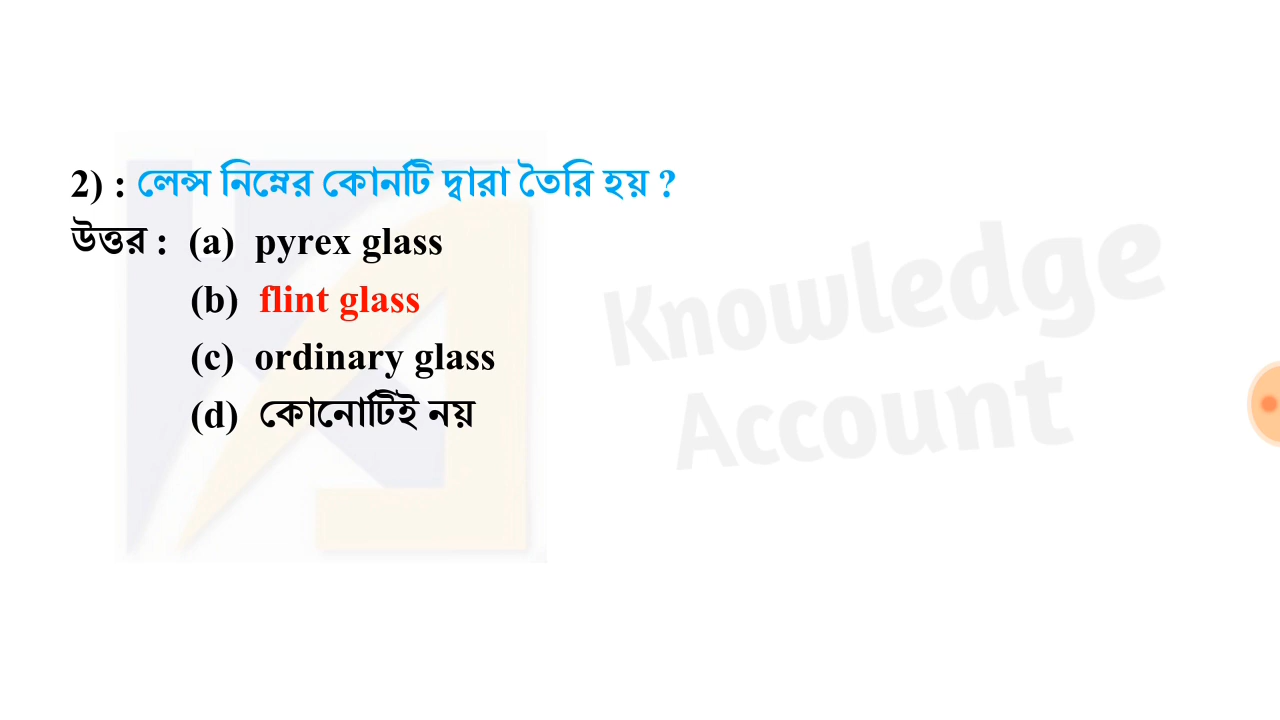 2) : লেন্স নিম্নের কোনটি দ্বারা তৈরি হয় ?
উত্তর : (a) pyrex glass
(b) flint glass
(c) ordinary glass
(d) কোনোটিই নয়
Knowledge
Account